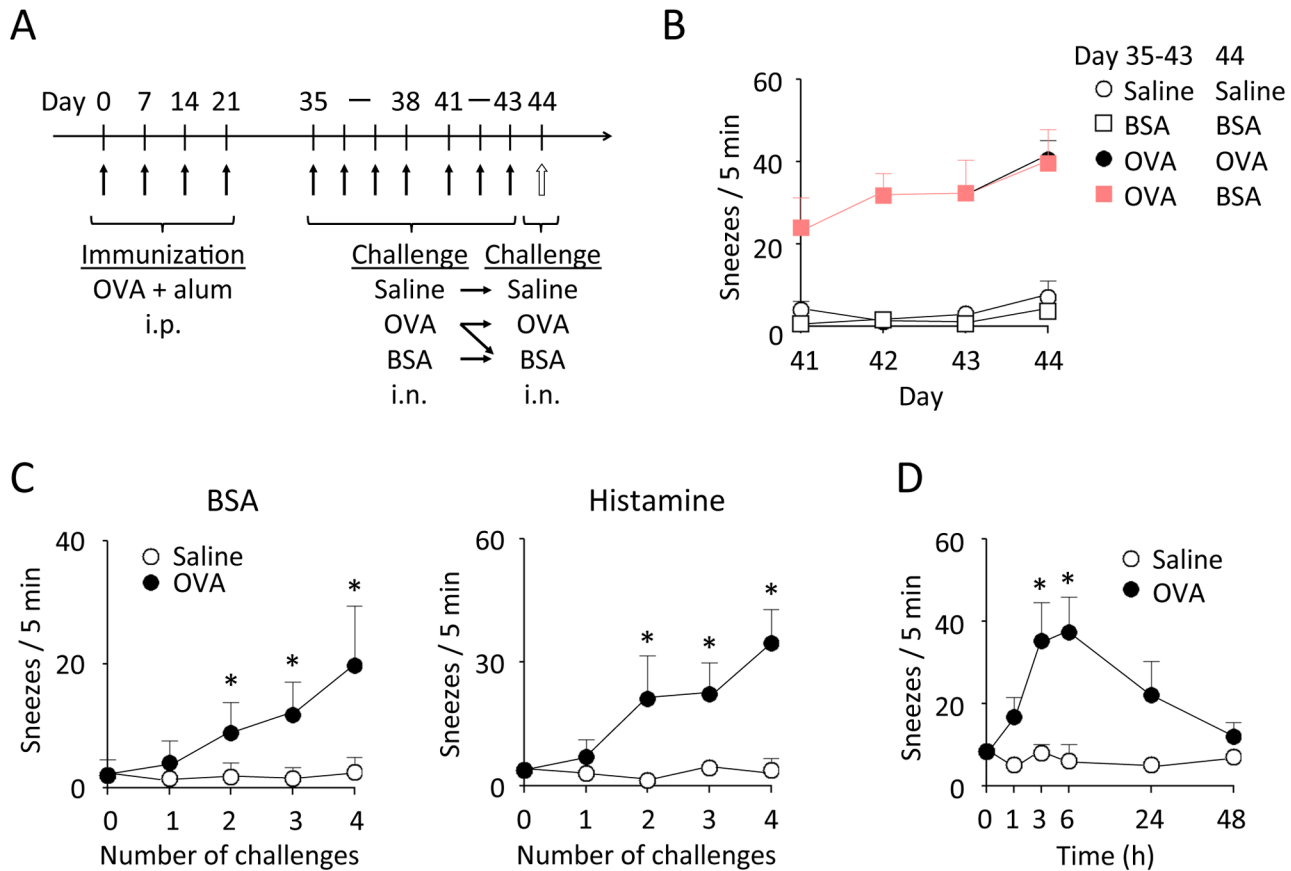 A
Day 0 7 14 21 35 — 38 41 — 43 44
Immunization
OVA + alum
i.p.
Challenge Challenge
Saline Saline
OVA OVA
BSA BSA
i.n. i.n.
B
Day 35-43 44
Saline Saline
BSA BSA
OVA OVA
OVA BSA
Sneezes / 5 min
60
40
20
0
41 42 43 44
Day
C
BSA
Saline
OVA
Sneezes / 5 min
40
20
0
* * *
0 1 2 3 4
Number of challenges
Histamine
Sneezes / 5 min
60
30
0
* * *
0 1 2 3 4
Number of challenges
D
Saline
OVA
Sneezes / 5 min
60
40
20
0
* *
0 1 3 6 24 48
Time (h)